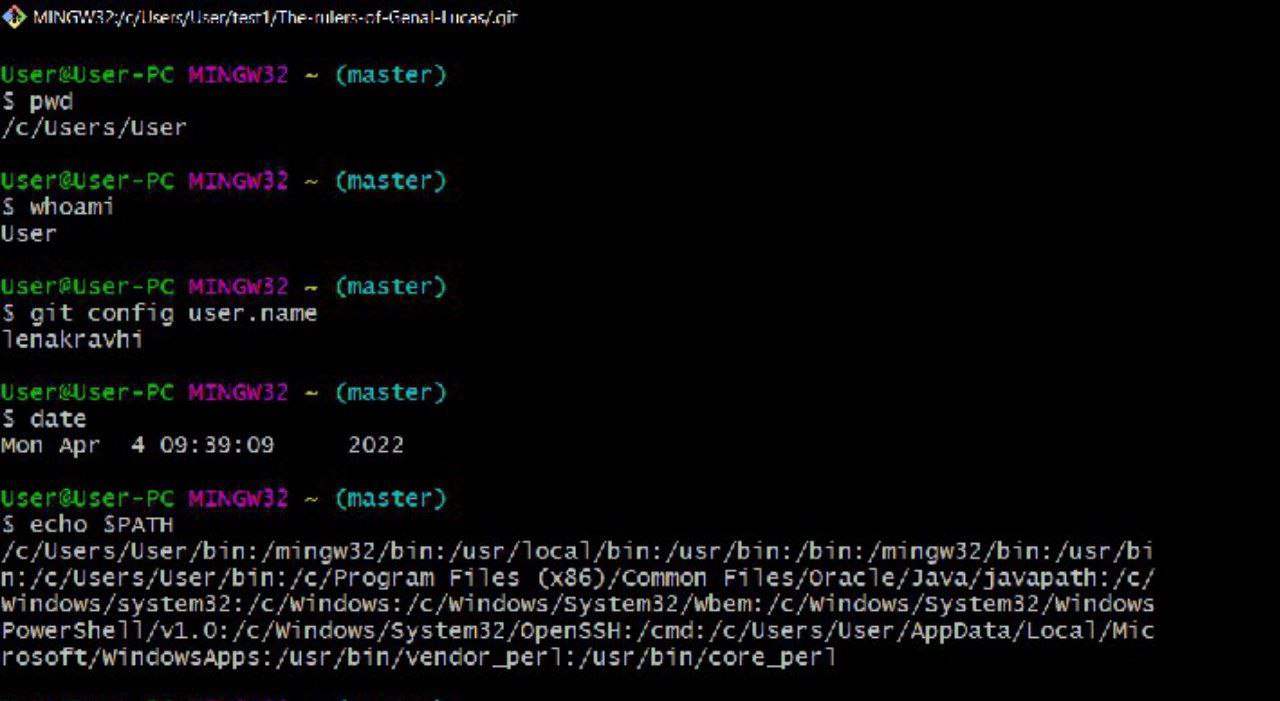 MINGW32:/c/Users/User/test1/The-rulers-of-Genal-Lucas/.git
User@User-PC MINGW32 ~ (master)
$ pwd
/c/Users/User
User@User-PC MINGW32 ~ (master)
$ whoami
User
User@User-PC MINGW32 ~ (master)
$ git config user.name
lenakravhi
User@User-PC MINGW32 ~ (master)
$ date
Mon Apr  4 09:39:09     2022
User@User-PC MINGW32 ~ (master)
$ echo $PATH
/c/Users/User/bin:/mingw32/bin:/usr/local/bin:/usr/bin:/bin:/mingw32/bin:/usr/bi
n:/c/Users/User/bin:/c/Program Files (x86)/Common Files/Oracle/Java/javapath:/c/
Windows/system32:/c/Windows:/c/Windows/System32/Wbem:/c/Windows/System32/Windows
PowerShell/v1.0:/c/Windows/System32/OpenSSH:/cmd:/c/Users/User/AppData/Local/Mic
rosoft/WindowsApps:/usr/bin/vendor_perl:/usr/bin/core_perl